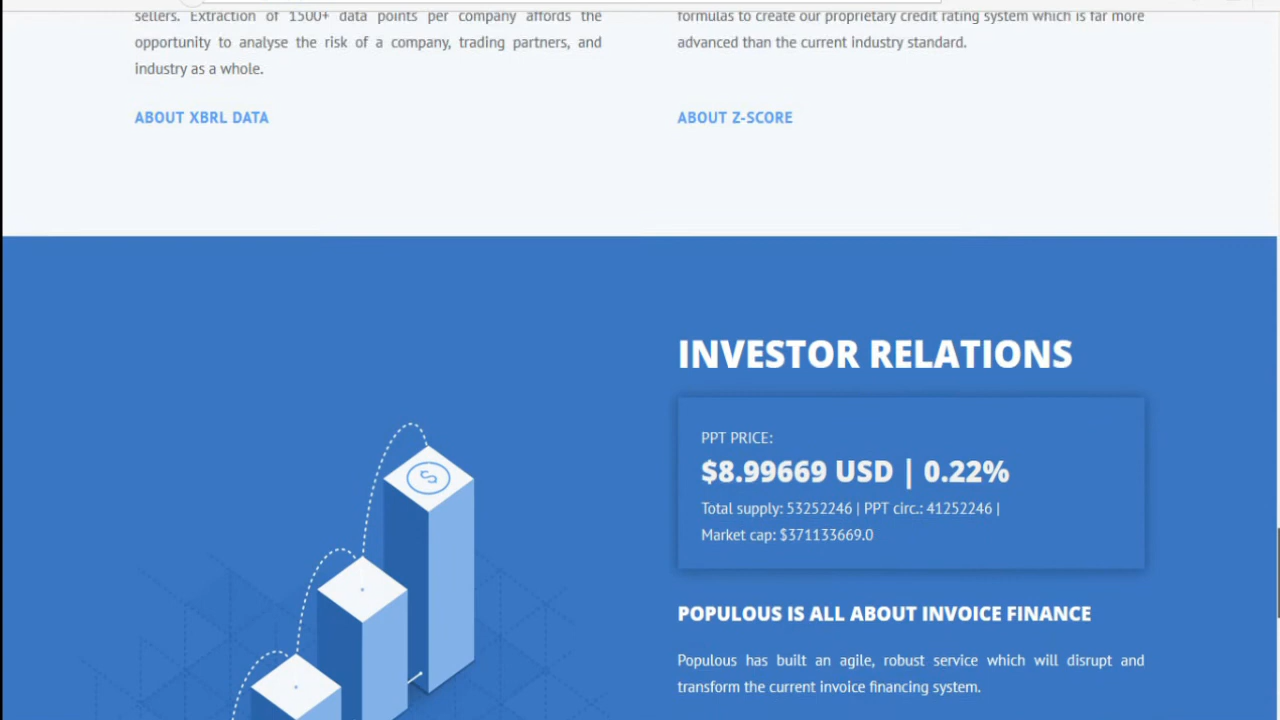 sellers. Extraction of 1500+ data points per company affords the
opportunity to analyse the risk of a company, trading partners, and
industry as a whole.
ABOUT XBRL DATA
formulas to create our proprietary credit rating system which is far more
advanced than the current industry standard.
ABOUT Z-SCORE
INVESTOR RELATIONS
PPT PRICE:
$8.99669 USD | 0.22%
Total supply: 53252246 | PPT circ.: 41252246 |
Market cap: $371133669.0
POPULOUS IS ALL ABOUT INVOICE FINANCE
Populous has built an agile, robust service which will disrupt and
transform the current invoice financing system.